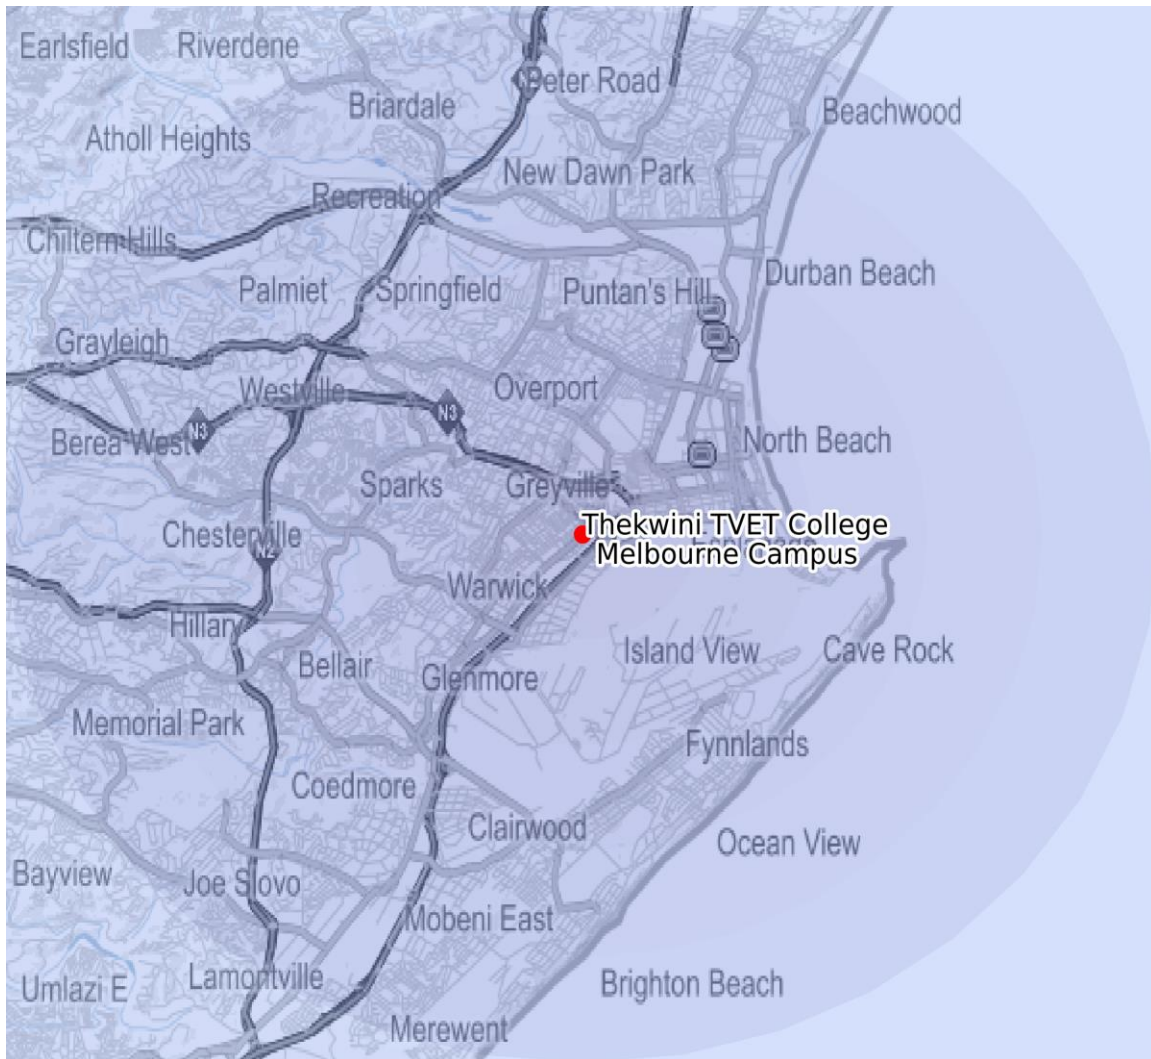 Earlsfield
Riverdene
Peter Road
Briardale
Beachwood
Atholl Heights
New Dawn Park
Recreation
Chiltern Hills
Durban Beach
Palmiet
Springfield
Puntan's Hill
Grayleigh
Westville
Overport
N3
N3
Berea West
North Beach
Sparks
Greyville
Thekwini TVET College
Melbourne Campus
Chesterville
N2
Warwick
Hillary
Island View
Cave Rock
Bellair
Glenmore
Memorial Park
Fynnlands
Coedmore
Clairwood
Ocean View
Bayview
Joe Slovo
Mobeni East
Lamontville
Umlazi E
Brighton Beach
Merewent